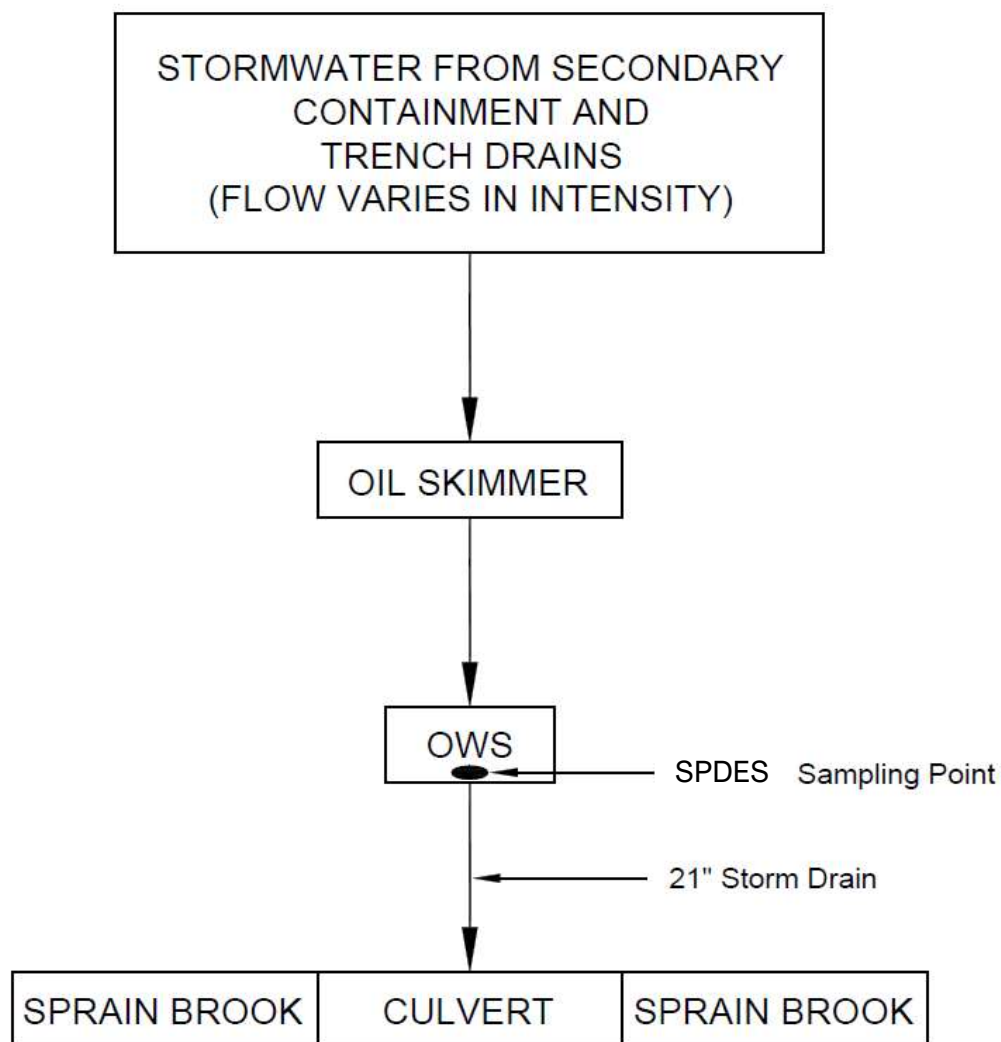 STORMWATER FROM SECONDARY
CONTAINMENT AND
TRENCH DRAINS
(FLOW VARIES IN INTENSITY)
OIL SKIMMER
OWS
SPDES Sampling Point
21" Storm Drain
SPRAIN BROOK CULVERT SPRAIN BROOK